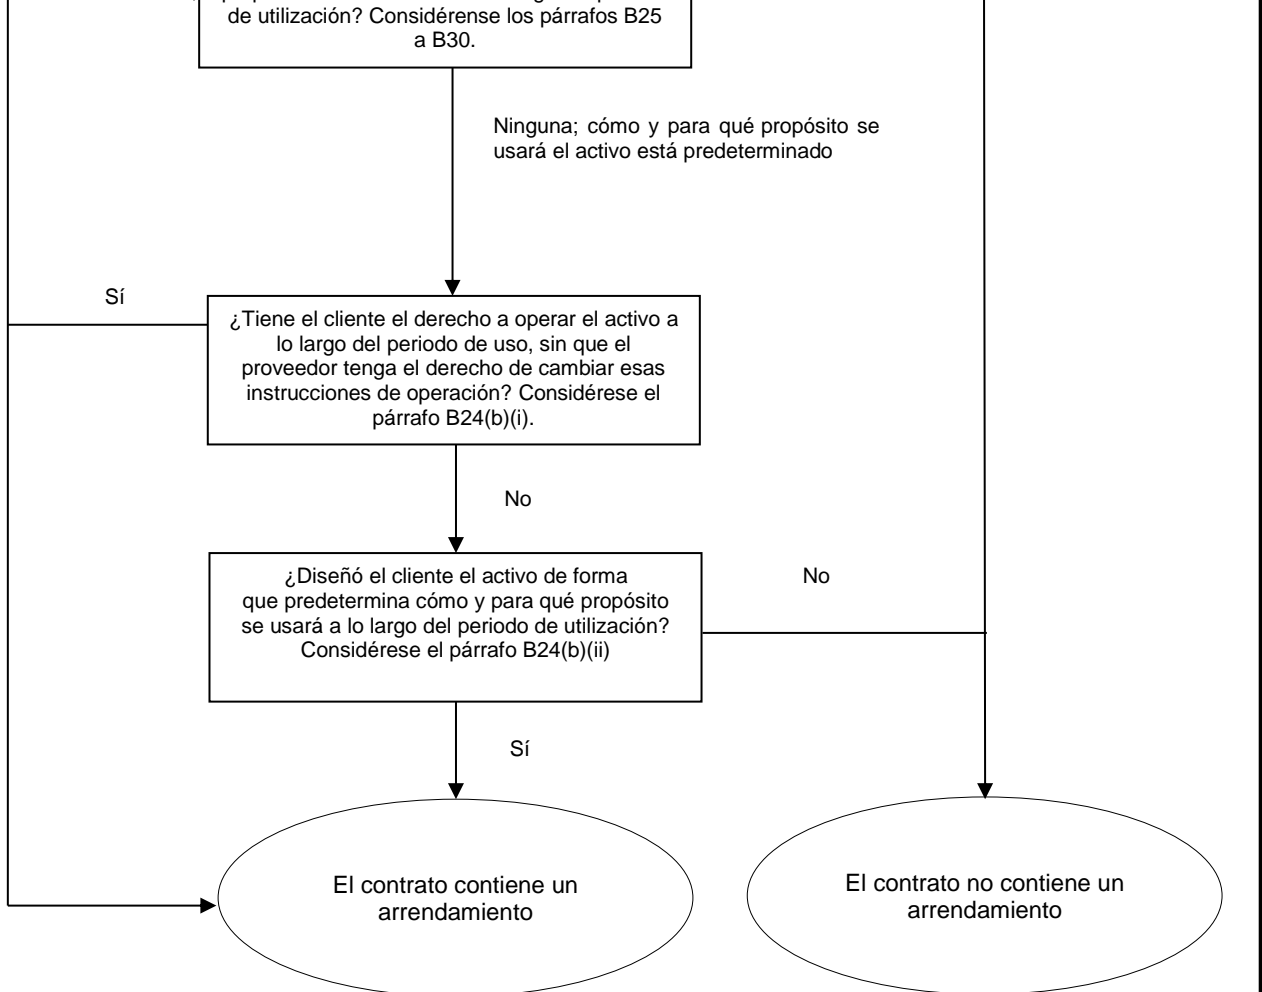 de utilización? Considérense los párrafos B25
a B30.
Ninguna; cómo y para qué propósito se
usará el activo está predeterminado
Sí
¿Tiene el cliente el derecho a operar el activo a
lo largo del periodo de uso, sin que el
proveedor tenga el derecho de cambiar esas
instrucciones de operación? Considérese el
párrafo B24(b)(i).
No
¿Diseñó el cliente el activo de forma
que predetermina cómo y para qué propósito
se usará a lo largo del periodo de utilización?
Considérese el párrafo B24(b)(ii)
No
Sí
El contrato contiene un
arrendamiento
El contrato no contiene un
arrendamiento